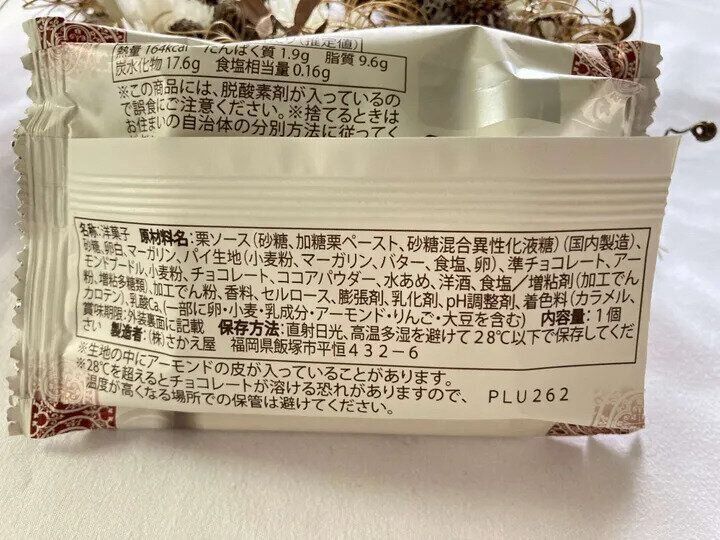 (推定値)
熱量 164kcal たんぱく質 1.9g 脂質 9.6g
炭水化物 17.6g 食塩相当量 0.16g
※この商品には、脱酸素剤が入っているの
で誤食にご注意ください。※捨てるときは
お住まいの自治体の分別方法に従ってく
名称:洋菓子 原材料名:栗ソース(砂糖、加糖栗ペースト、砂糖混合異性化液糖)(国内製造)、
砂糖、卵白、マーガリン、パイ生地(小麦粉、マーガリン、バター、食塩、卵)、準チョコレート、アー
モンドプードル、小麦粉、チョコレート、ココアパウダー、水あめ、洋酒、食塩/増粘剤(加工でん
粉、増粘多糖類)、加工でん粉、香料、セルロース、膨張剤、乳化剤、pH調整剤、着色料(カラメル、
カロテン)、乳酸Ca、(一部に卵・小麦・乳成分・アーモンド・りんご・大豆を含む) 内容量:1個
賞味期限:外装裏面に記載 保存方法:直射日光、高温多湿を避けて28℃以下で保存してくだ
さい 製造者:(株)さかえ屋 福岡県飯塚市平恒432-6
※生地の中にアーモンドの皮が入っていることがあります。
※28℃を超えるとチョコレートが溶ける恐れがありますので、
温度が高くなる場所での保管は避けてください。 PLU262